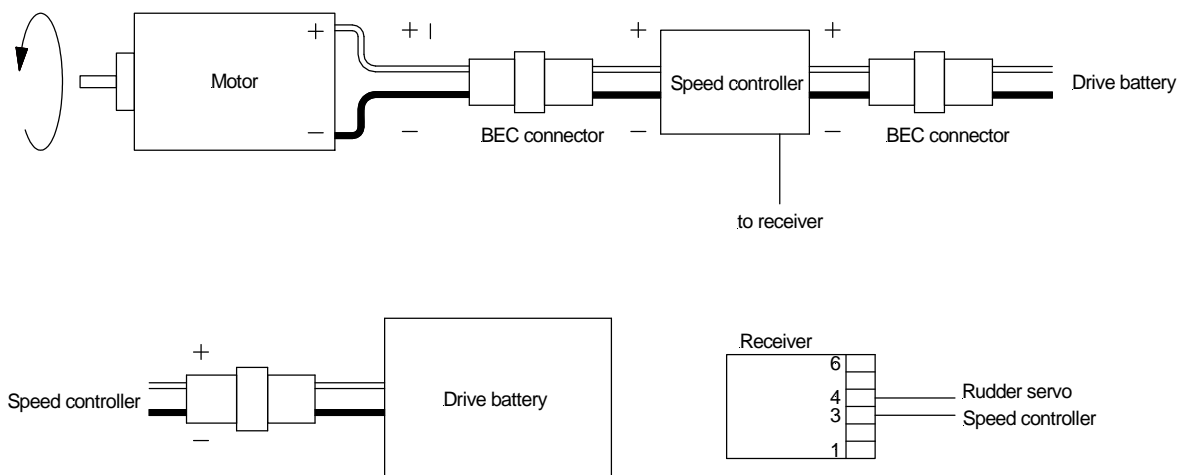 + + + +
Motor Speed controller Drive battery
− − − −
BEC connector BEC connector
to receiver
Receiver
+ 6
Speed controller Drive battery 4 Rudder servo
3 Speed controller
−
1